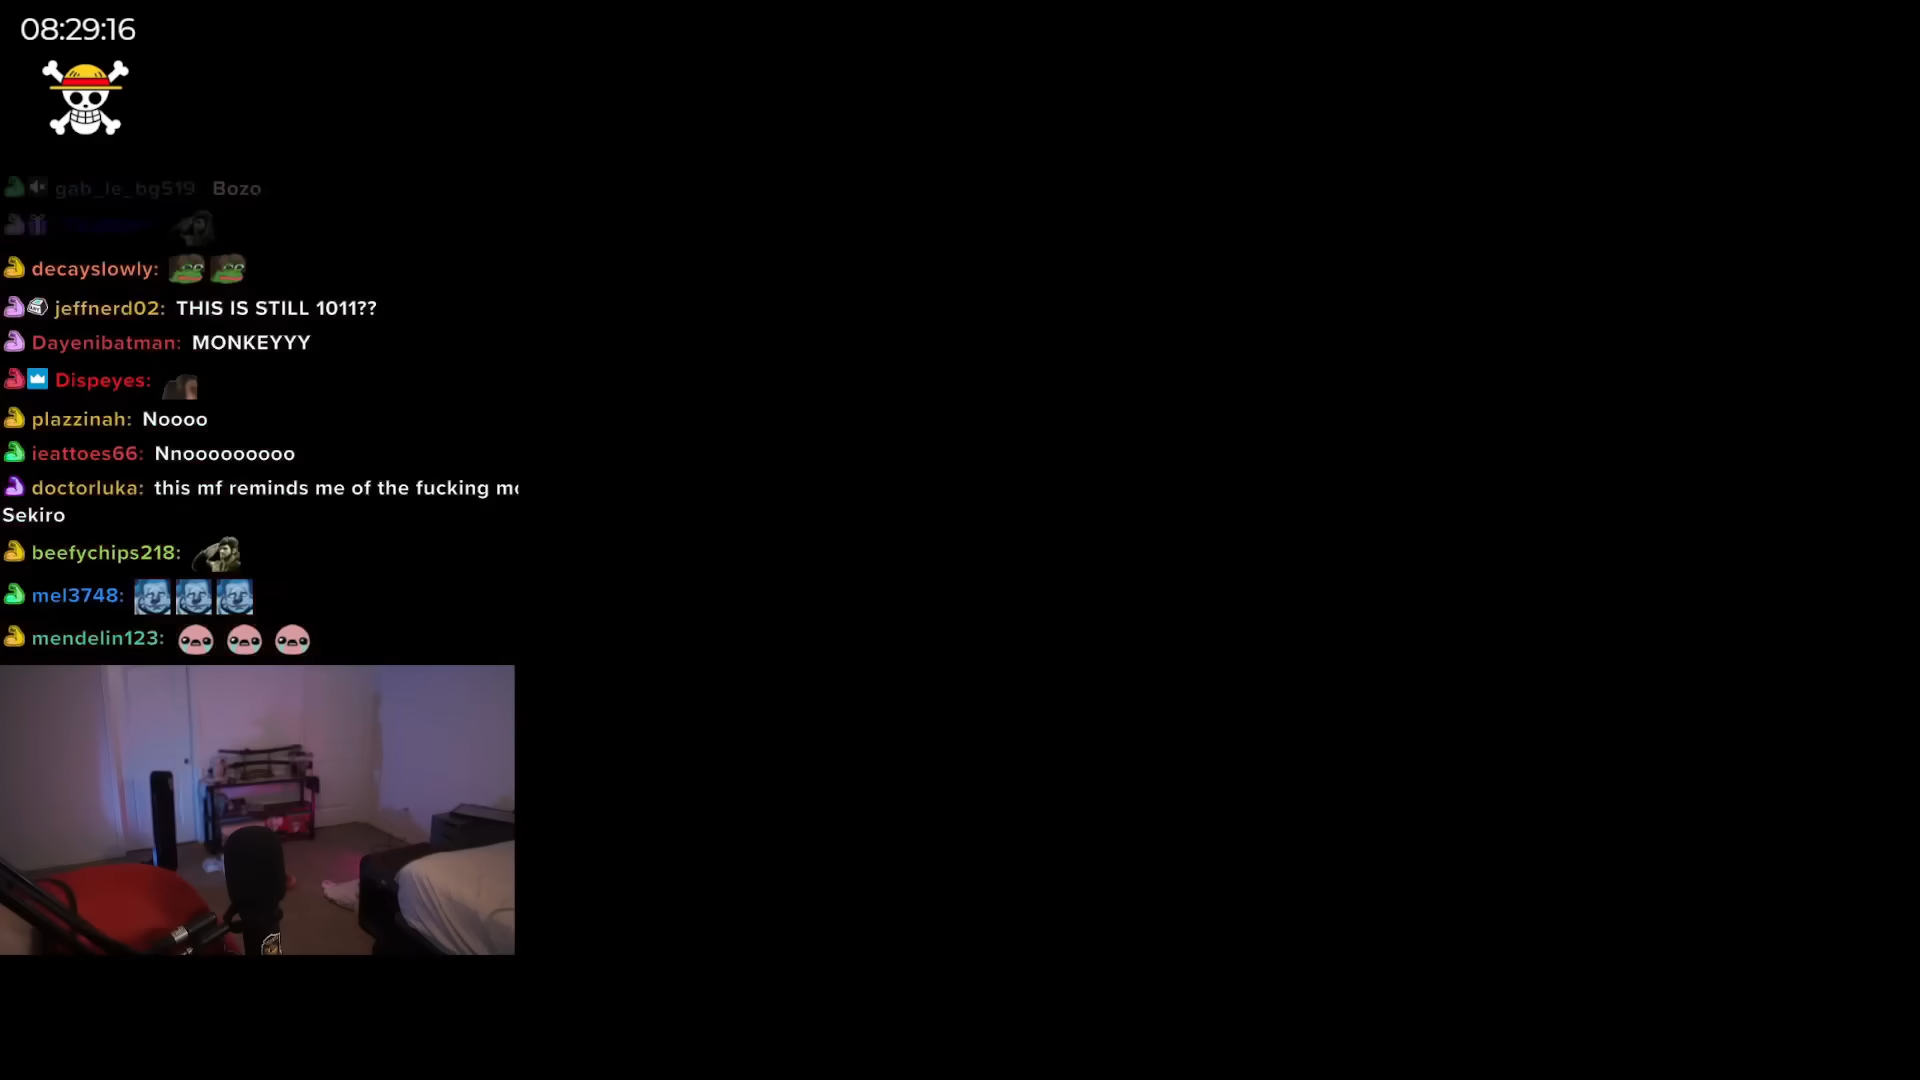 08:29:16
gab_le_bg519 Bozo
decayslowly:
jeffnerd02: THIS IS STILL 1011??
Dayenibatman: MONKEYYY
Dispeyes:
plazzinah: Noooo
ieattoes66: Nnooooooooo
doctorluka: this mf reminds me of the fucking
Sekiro
beefychips218:
mel3748:
mendelin123: